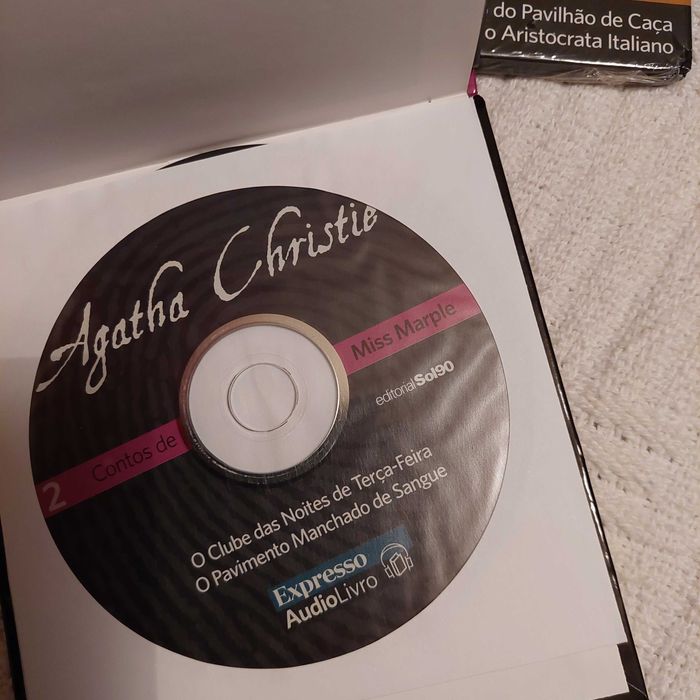 do Pavilhão de Caça
o Aristocrata Italiano
Agatha Christie
2 Contos de Miss Marple
editorial Sol90
O Clube das Noites de Terça-Feira
O Pavimento Manchado de Sangue
Expresso
AudioLivro